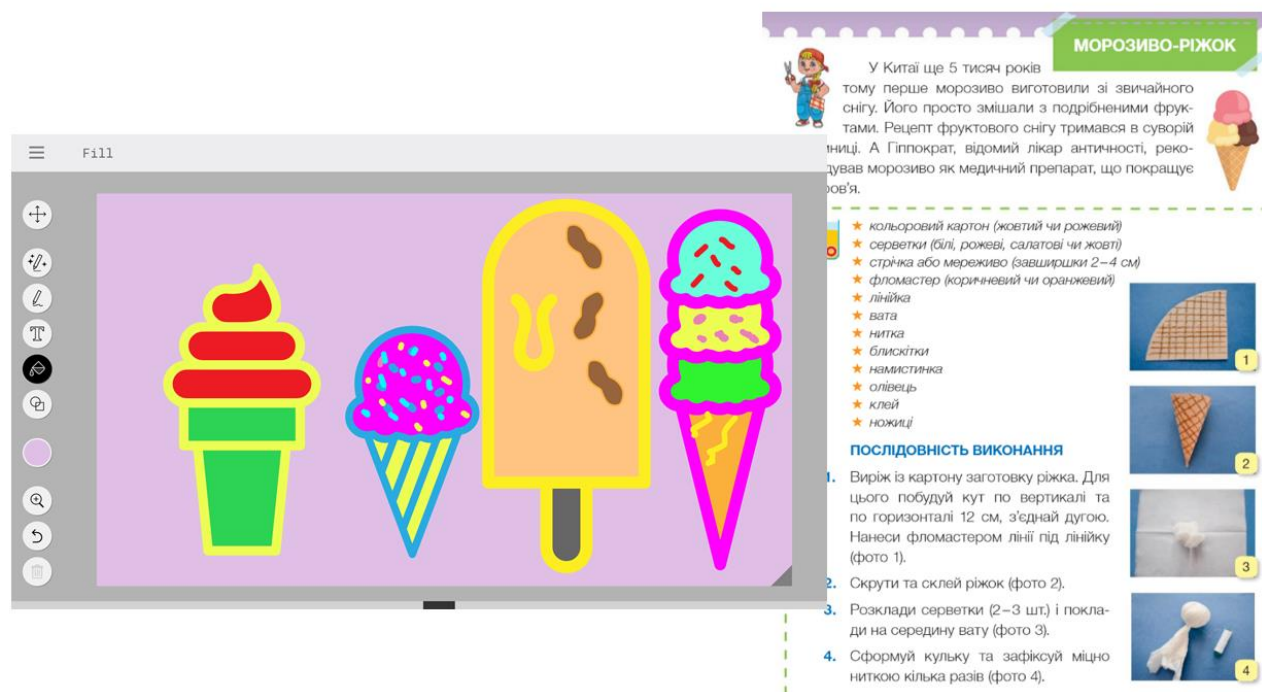 Fill
МОРОЗИВО-РІЖОК
У Китаї ще 5 тисяч років
тому перше морозиво виготовили зі звичайного
снігу. Його просто змішали з подрібненими фрук-
тами. Рецепт фруктового снігу тримався в суворій
мниці. А Гіппократ, відомий лікар античності, реко-
дував морозиво як медичний препарат, що покращує
ров'я.
★ кольоровий картон (жовтий чи рожевий)
★ серветки (білі, рожеві, салатові чи жовті)
★ стрічка або мереживо (завширшки 2–4 см)
★ фломастер (коричневий чи оранжевий)
★ лінійка
★ вата
★ нитка
★ блискітки
★ намистинка
★ олівець
★ клей
★ ножиці
ПОСЛІДОВНІСТЬ ВИКОНАННЯ
1. Виріж із картону заготовку ріжка. Для
цього побудуй кут по вертикалі та
по горизонталі 12 см, з'єднай дугою.
Нанеси фломастером лінії під лінійку
(фото 1).
2. Скрути та склей ріжок (фото 2).
3. Розклади серветки (2–3 шт.) і покла-
ди на середину вату (фото 3).
4. Сформуй кульку та зафіксуй міцно
ниткою кілька разів (фото 4).
1
2
3
4